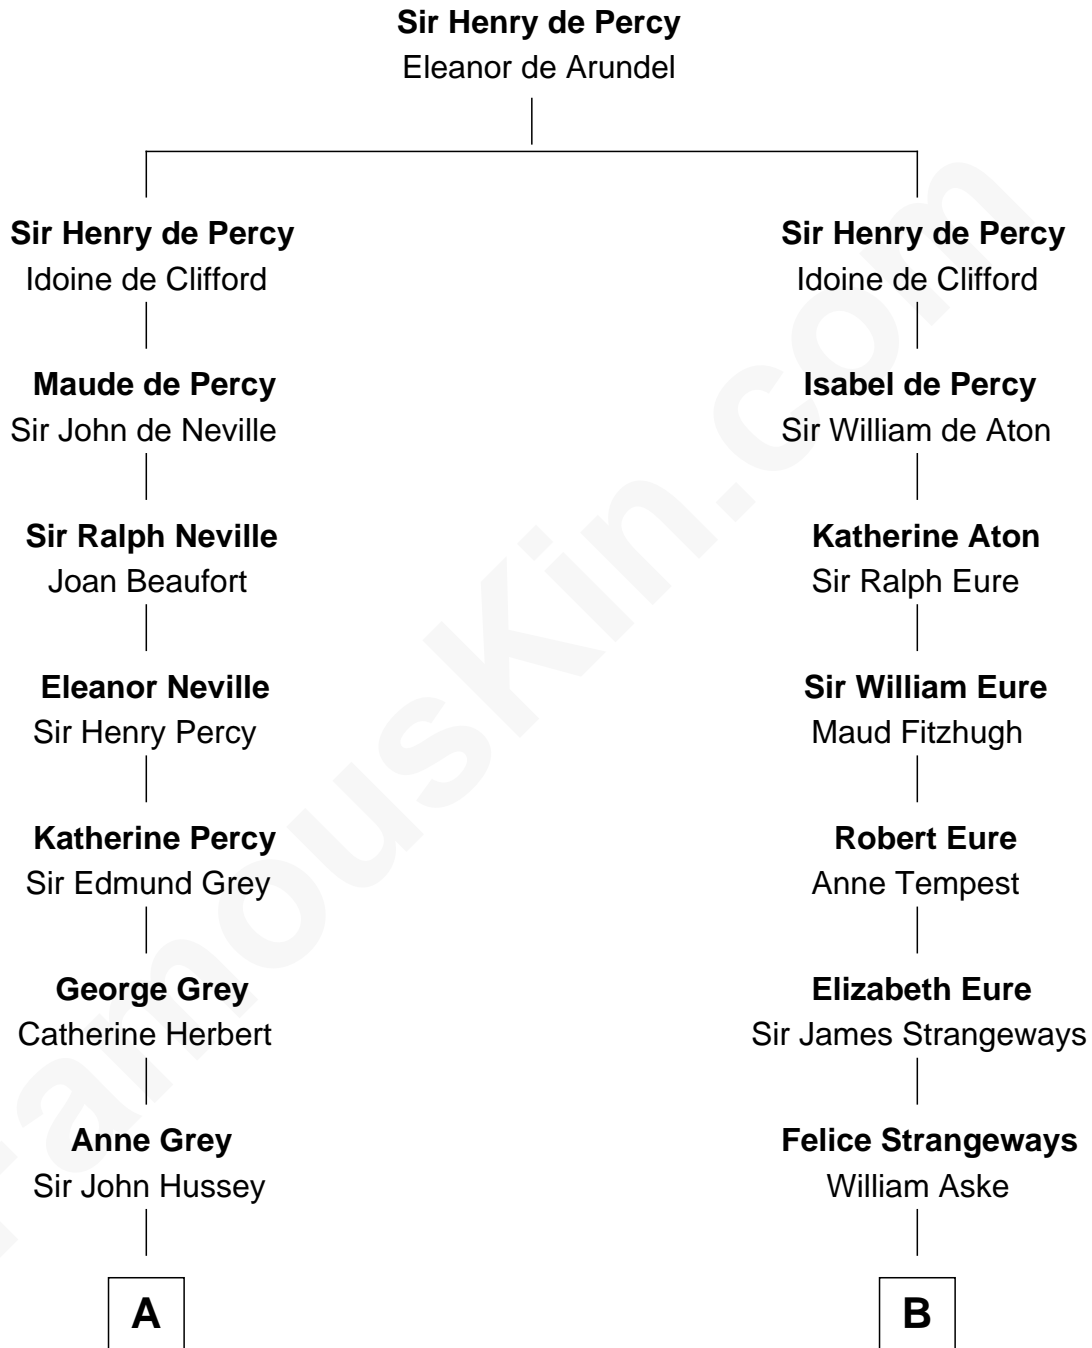 Sir Henry de Percy
Eleanor de Arundel
Sir Henry de Percy
Idoine de Clifford
Maude de Percy
Sir John de Neville
Sir Ralph Neville
Joan Beaufort
Eleanor Neville
Sir Henry Percy
Katherine Percy
Sir Edmund Grey
George Grey
Catherine Herbert
Anne Grey
Sir John Hussey
A
Sir Henry de Percy
Idoine de Clifford
Isabel de Percy
Sir William de Aton
Katherine Aton
Sir Ralph Eure
Sir William Eure
Maud Fitzhugh
Robert Eure
Anne Tempest
Elizabeth Eure
Sir James Strangeways
Felice Strangeways
William Aske
B
FamousKin.com